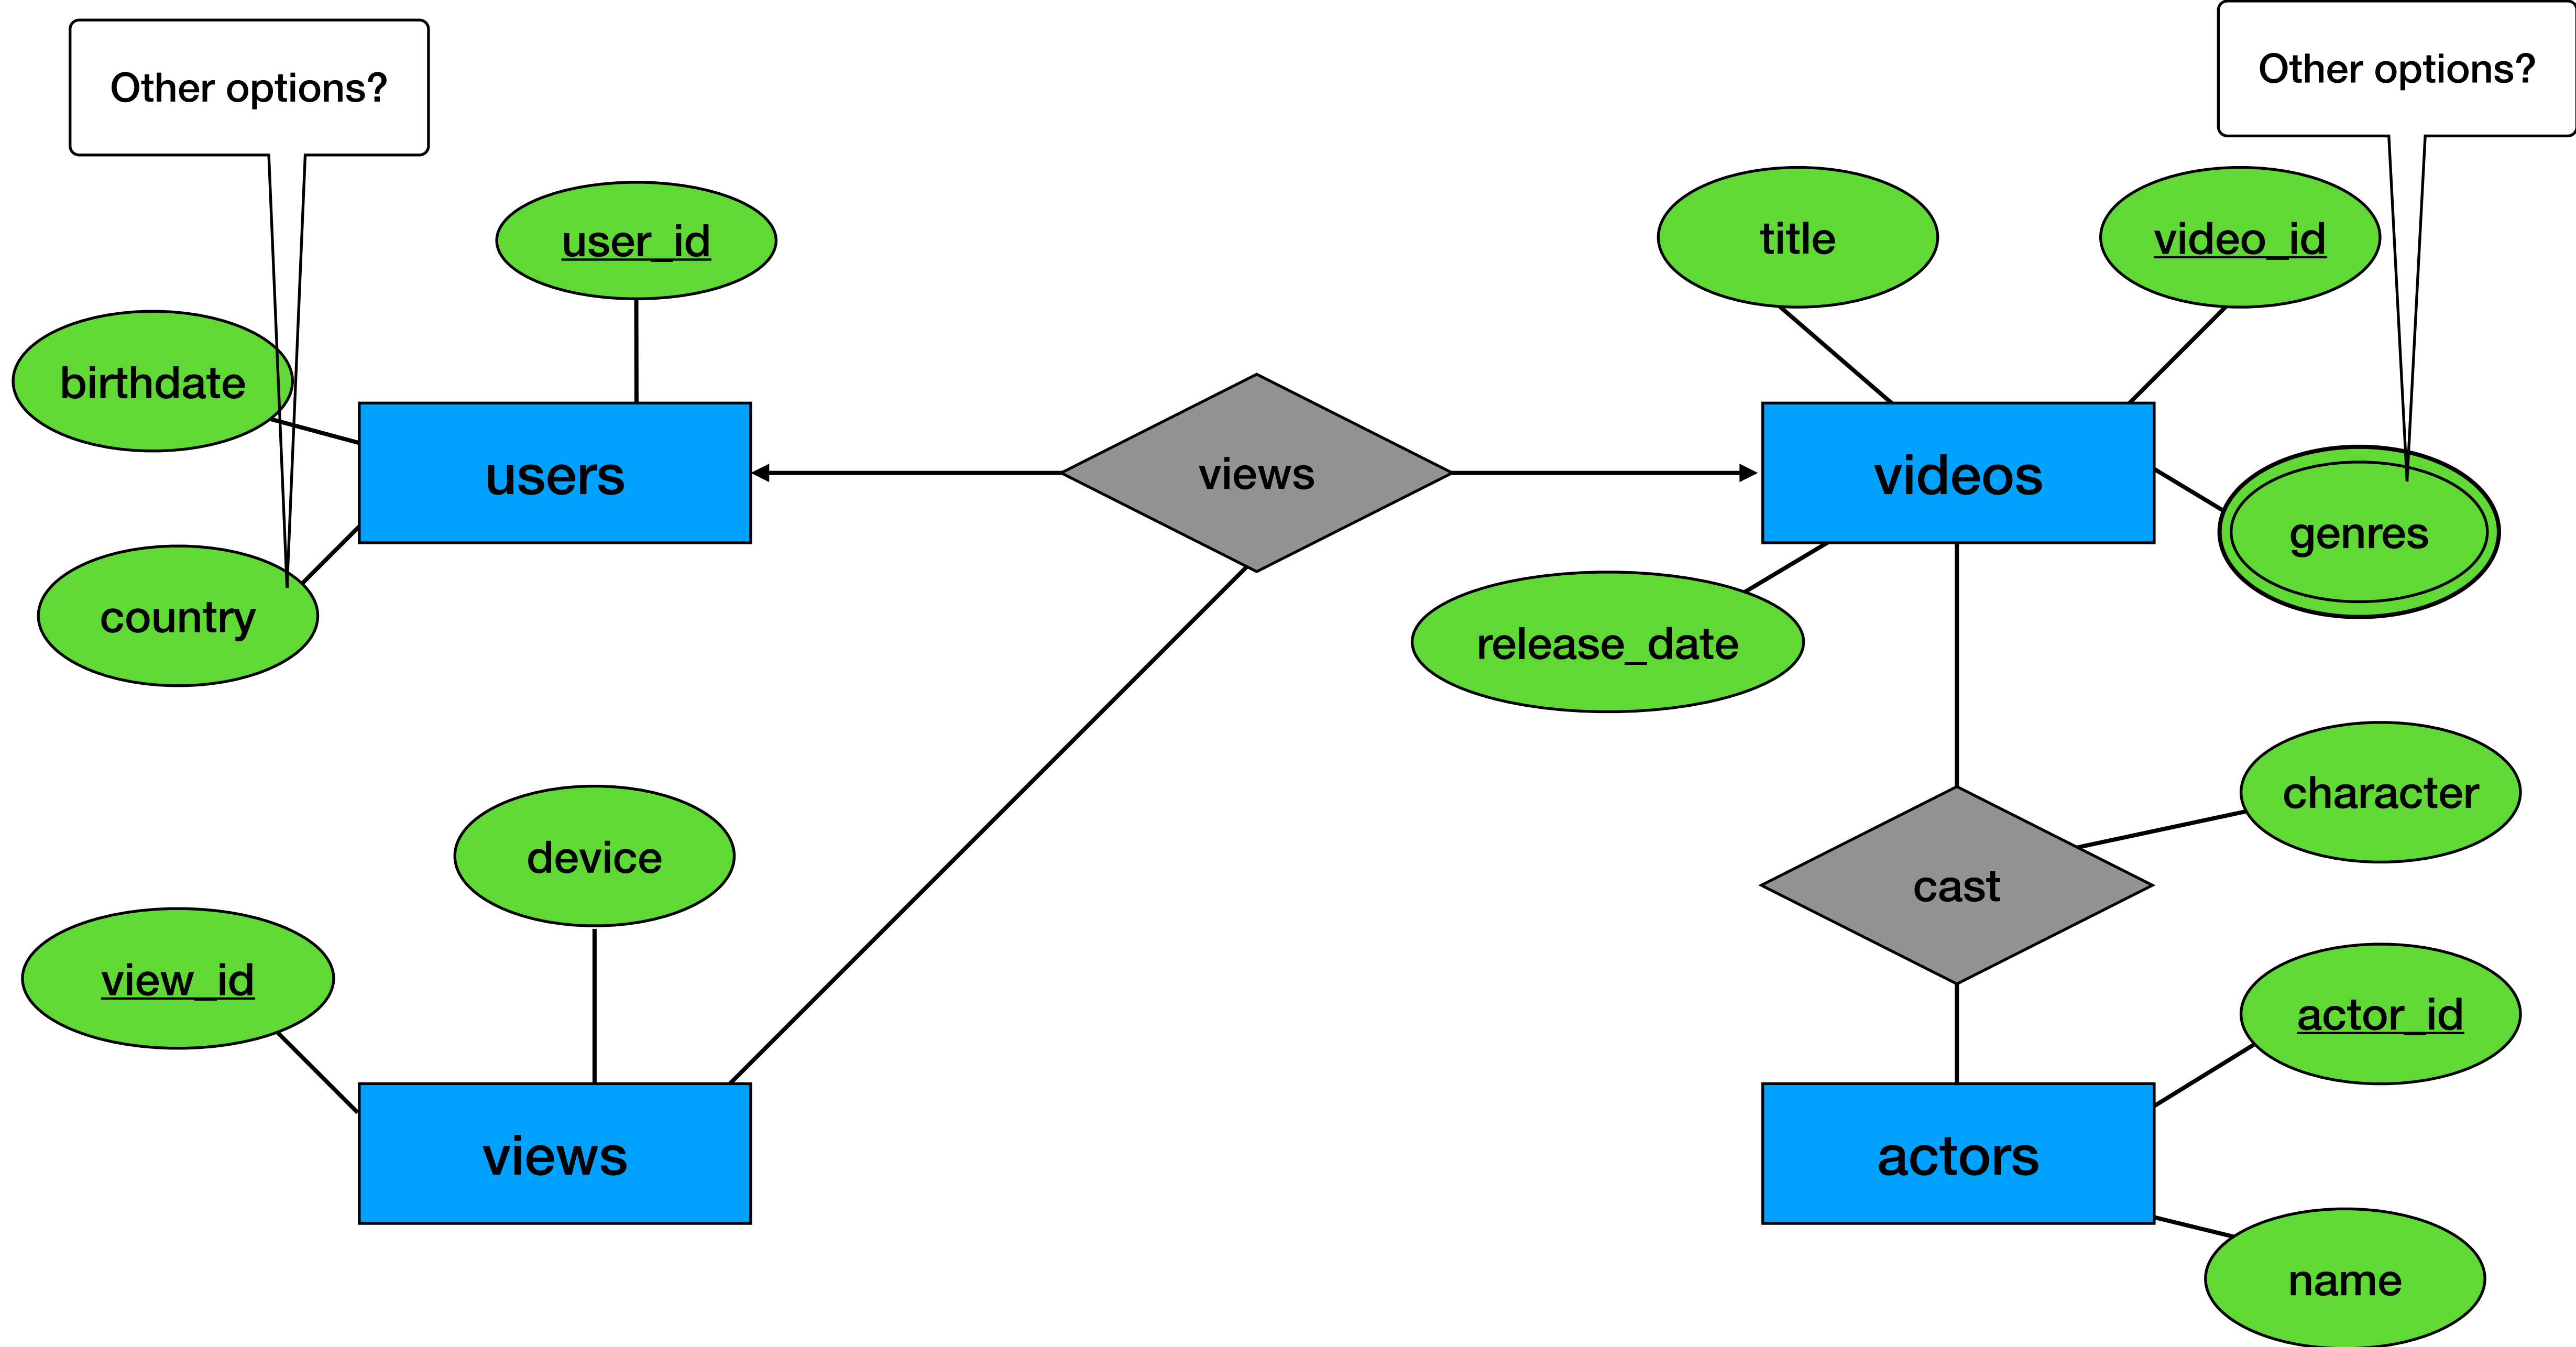 Other options?
Other options?
user_id
title
video_id
birthdate
users
views
videos
genres
country
release_date
device
character
cast
view_id
actor_id
views
actors
name